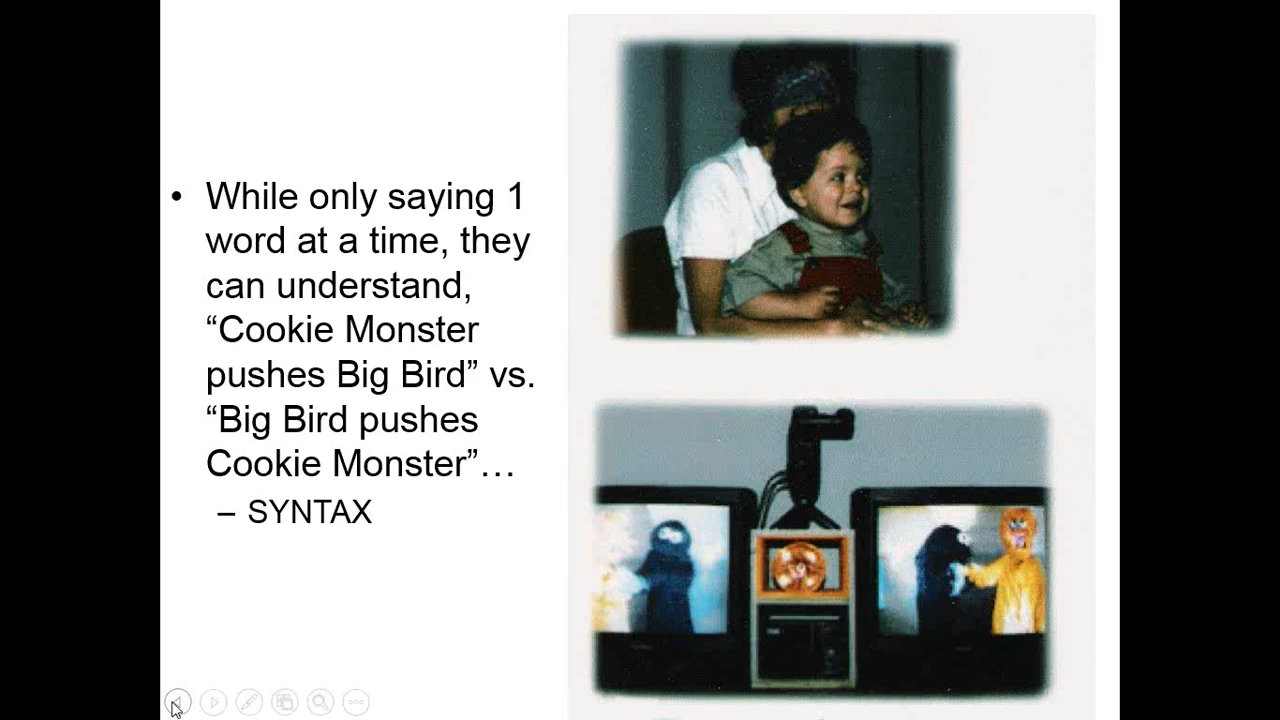 • While only saying 1
word at a time, they
can understand,
“Cookie Monster
pushes Big Bird” vs.
“Big Bird pushes
Cookie Monster”…
– SYNTAX